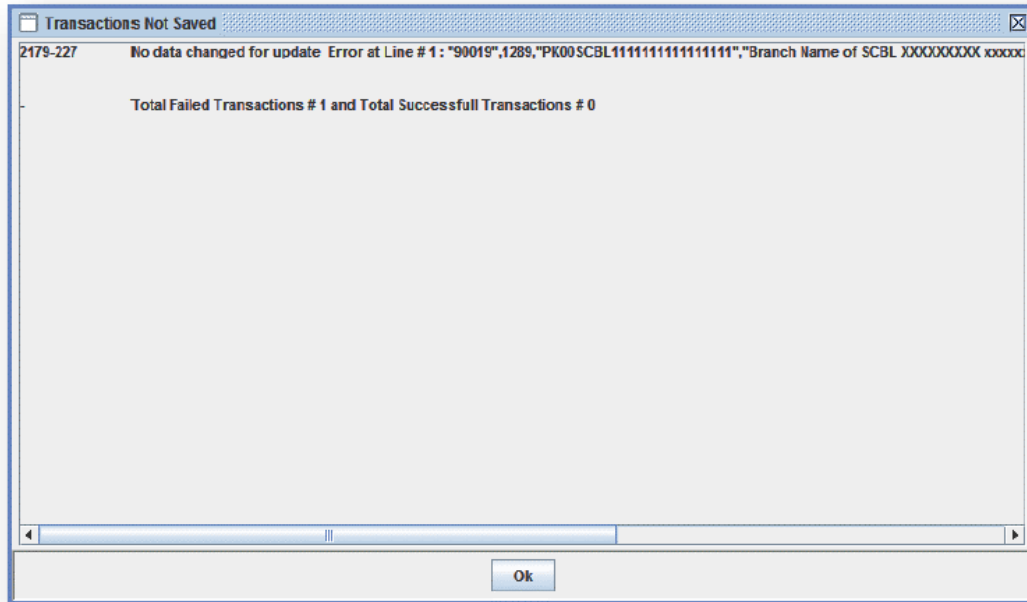 Transactions Not Saved
2179-227 No data changed for update Error at Line # 1 : "90019",1289,"PK00SCBL1111111111111111","Branch Name of SCBL XXXXXXXXX xxxxx
- Total Failed Transactions # 1 and Total Successfull Transactions # 0
Ok